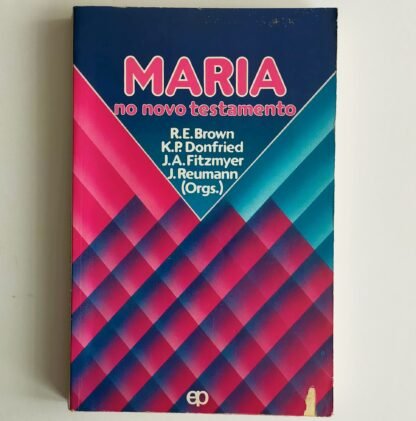 MARIA
no novo testamento
R.E. Brown
K.P. Donfried
J.A. Fitzmyer
J. Reumann
(Orgs.)
ep